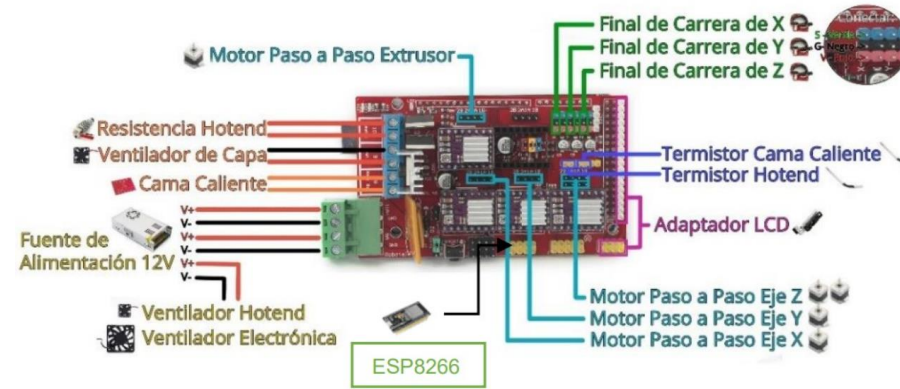 Final de Carrera de X
Final de Carrera de Y
Final de Carrera de Z
Conectar
Motor Paso a Paso Extrusor
Resistencia Hotend
Ventilador de Capa
Cama Caliente
V+
V-
V+
V-
V+
V-
Fuente de
Alimentación 12V
Ventilador Hotend
Ventilador Electrónica
Termistor Cama Caliente
Termistor Hotend
Adaptador LCD
Motor Paso a Paso Eje Z
Motor Paso a Paso Eje Y
Motor Paso a Paso Eje X
ESP8266